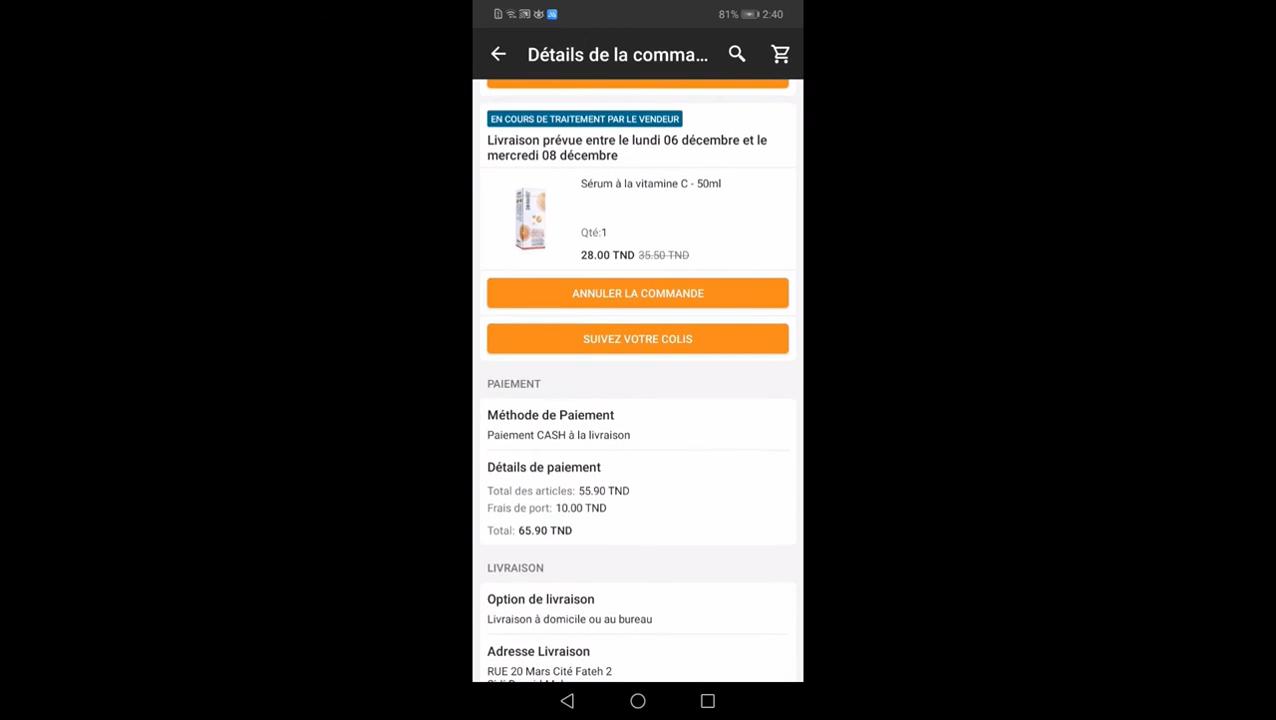 81% 2:40
Détails de la comma...
EN COURS DE TRAITEMENT PAR LE VENDEUR
Livraison prévue entre le lundi 06 décembre et le
mercredi 08 décembre
Sérum à la vitamine C - 50ml
Qté:1
28.00 TND 35.50 TND
ANNULER LA COMMANDE
SUIVEZ VOTRE COLIS
PAIEMENT
Méthode de Paiement
Paiement CASH à la livraison
Détails de paiement
Total des articles: 55.90 TND
Frais de port: 10.00 TND
Total: 65.90 TND
LIVRAISON
Option de livraison
Livraison à domicile ou au bureau
Adresse Livraison
RUE 20 Mars Cité Fateh 2